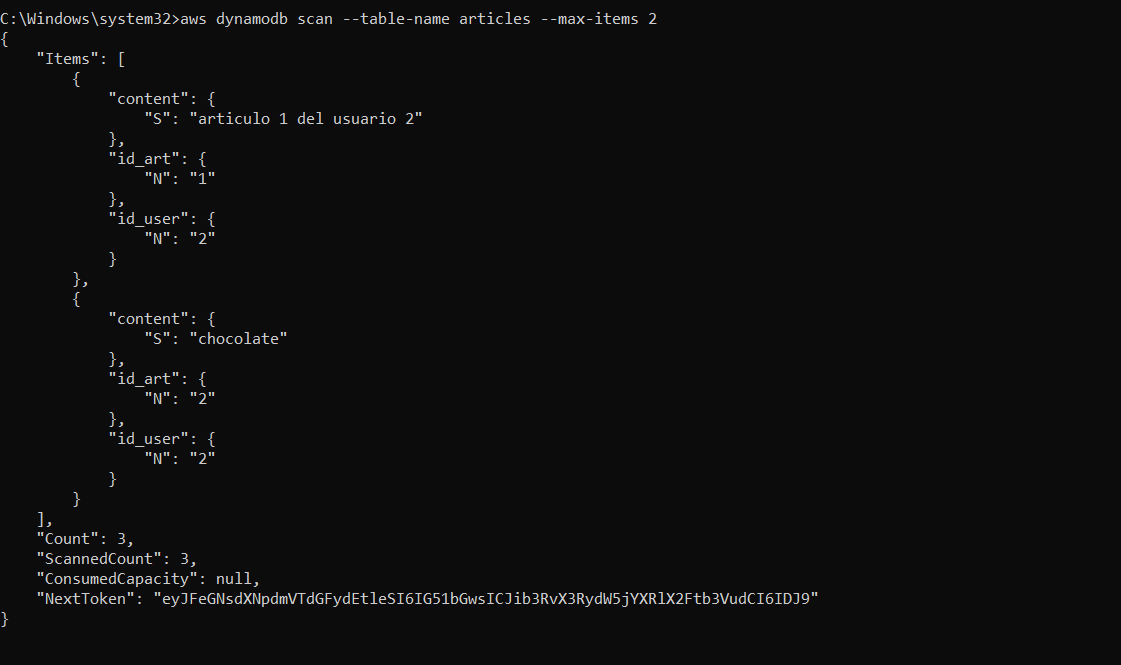 C:\Windows\system32>aws dynamodb scan --table-name articles --max-items 2
{
    "Items": [
        {
            "content": {
                "S": "articulo 1 del usuario 2"
            },
            "id_art": {
                "N": "1"
            },
            "id_user": {
                "N": "2"
            }
        },
        {
            "content": {
                "S": "chocolate"
            },
            "id_art": {
                "N": "2"
            },
            "id_user": {
                "N": "2"
            }
        }
    ],
    "Count": 3,
    "ScannedCount": 3,
    "ConsumedCapacity": null,
    "NextToken": "eyJFeGNsdXNpdmVTdGFydEtleSI6IG51bGwsICJib3RvX3RydW5jYXRlX2Ftb3VudCI6IDJ9"
}